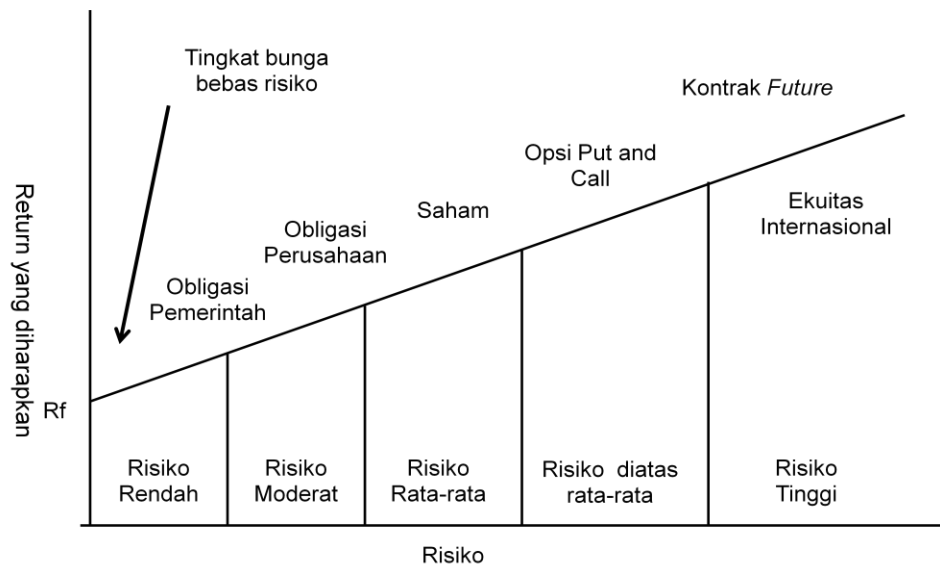 Tingkat bunga
bebas risiko
Kontrak Future
Opsi Put and
Call
Ekuitas
Internasional
Saham
Obligasi
Perusahaan
Obligasi
Pemerintah
Return yang diharapkan
Rf
Risiko
Rendah
Risiko
Moderat
Risiko
Rata-rata
Risiko diatas
rata-rata
Risiko
Tinggi
Risiko